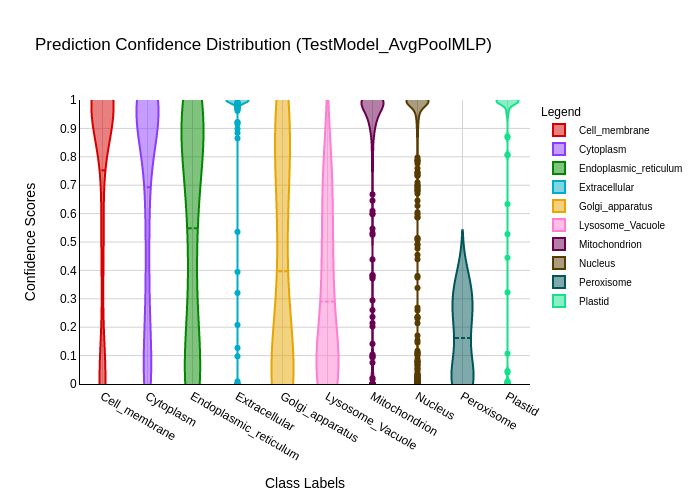 Prediction Confidence Distribution (TestModel_AvgPoolMLP)
Legend
Cell_membrane
Cytoplasm
Endoplasmic_reticulum
Extracellular
Golgi_apparatus
Lysosome_Vacuole
Mitochondrion
Nucleus
Peroxisome
Plastid
Confidence Scores
1
0.9
0.8
0.7
0.6
0.5
0.4
0.3
0.2
0.1
0
Cell_membrane
Cytoplasm
Endoplasmic_reticulum
Extracellular
Golgi_apparatus
Lysosome_Vacuole
Mitochondrion
Nucleus
Peroxisome
Plastid
Class Labels